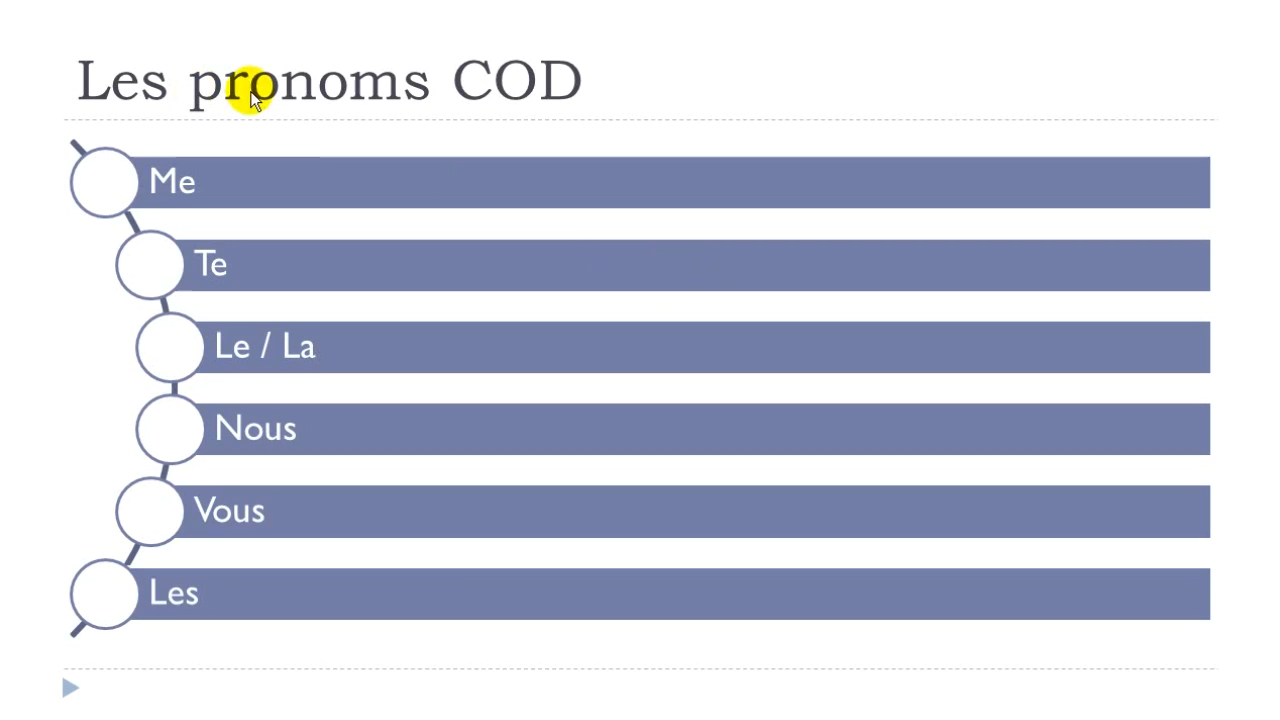 Les pronoms COD
Me
Te
Le / La
Nous
Vous
Les